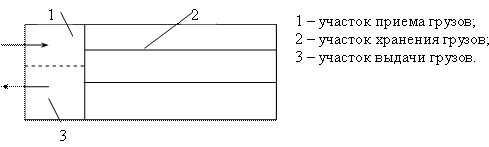 1
2
3
1 – участок приема грузов;
2 – участок хранения грузов;
3 – участок выдачи грузов.